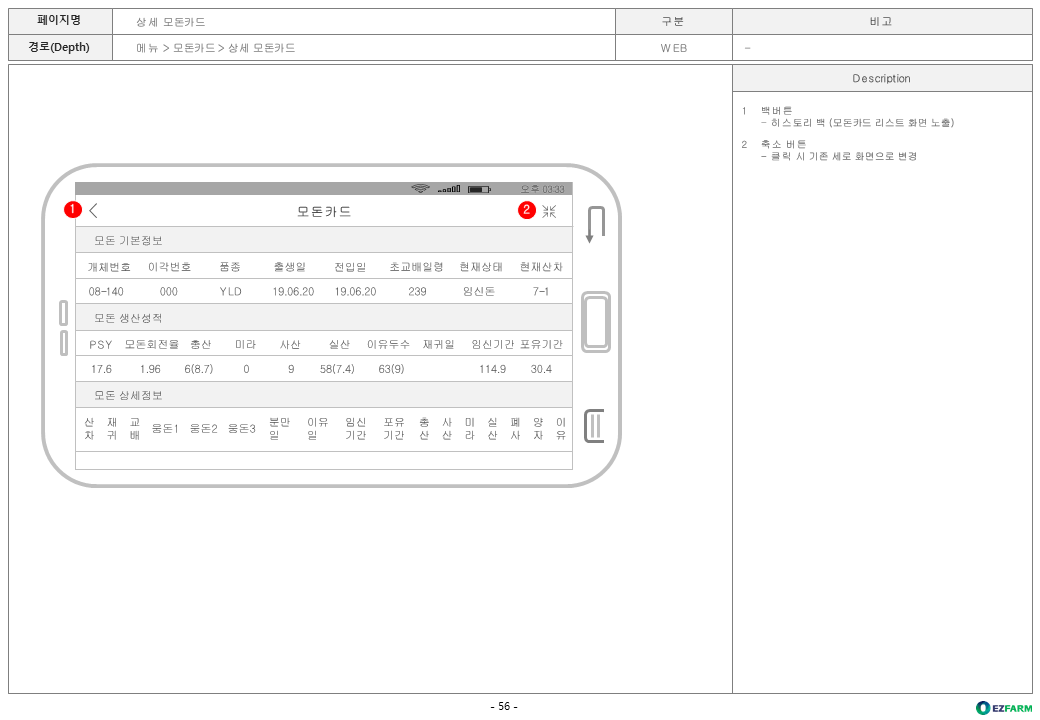 페이지명 상세 모돈카드 구분 비고
경로(Depth) 메뉴 > 모돈카드 > 상세 모돈카드 WEB -
Description
1 백버튼
- 히스토리 백 (모돈카드 리스트 화면 노출)
2 축소 버튼
- 클릭 시 기존 세로 화면으로 변경
오후 03:33
1 모돈카드 2
모돈 기본정보
개체번호 이각번호 품종 출생일 전입일 초교배일령 현재상태 현재산차
08-140 000 YLD 19.06.20 19.06.20 239 임신돈 7-1
모돈 생산성적
PSY 모돈회전율 총산 미라 사산 실산 이유두수 재귀일 임신기간 포유기간
17.6 1.96 6(8.7) 0 9 58(7.4) 63(9) 114.9 30.4
모돈 상세정보
산차 재귀 교배 웅돈1 웅돈2 웅돈3 분만일 이유일 임신기간 포유기간 총산 사산 미라 실산 폐사 양자 이유
- 56 -
EZFARM